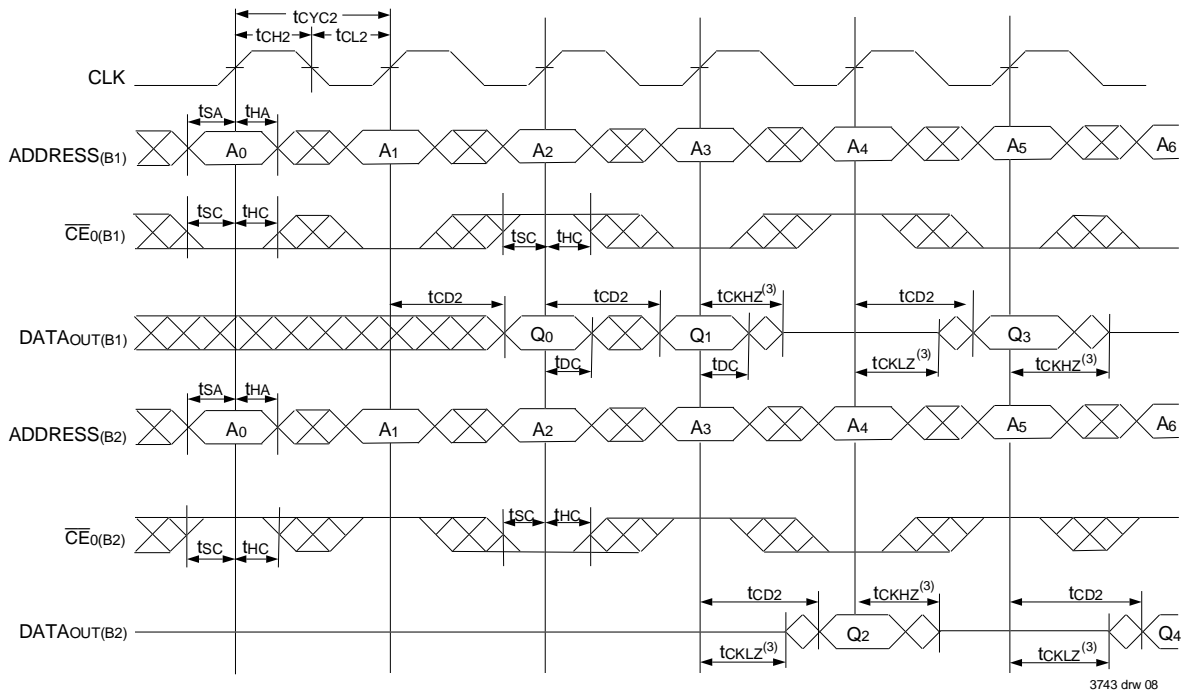 tCYC2
tCH2 tCL2
CLK
tSA tHA
ADDRESS(B1) A0 A1 A2 A3 A4 A5 A6
tSC tHC
CE0(B1)
tSC tHC
tCD2 tCD2 tCKHZ(3) tCD2
DATAOUT(B1) Q0 Q1 Q3
tDC tDC tCKLZ(3) tCKHZ(3)
tSA tHA
ADDRESS(B2) A0 A1 A2 A3 A4 A5 A6
tSC tHC
CE0(B2)
tSC tHC
tCD2 tCKHZ(3) tCD2
DATAOUT(B2) Q2 Q4
tCKLZ(3) tCKLZ(3)
3743 drw 08